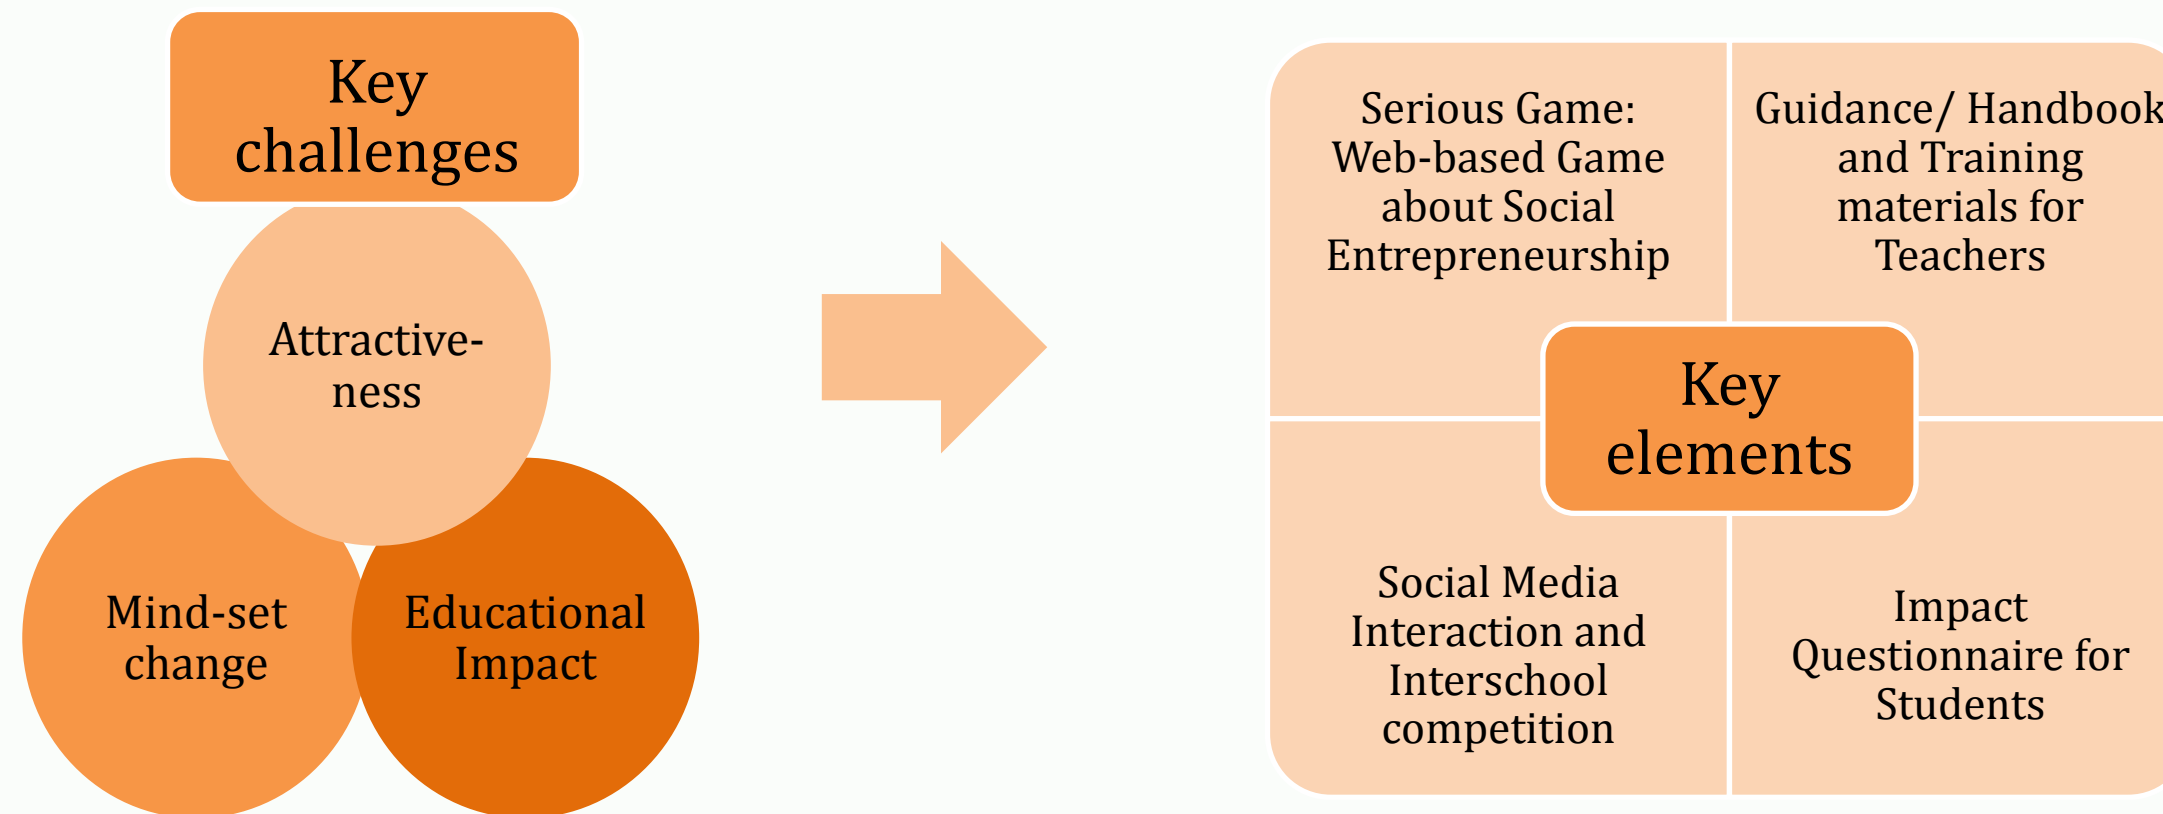 Key
challenges
Attractive-
ness
Mind-set
change
Educational
Impact
Serious Game:
Web-based Game
about Social
Entrepreneurship
Guidance/ Handbook
and Training
materials for
Teachers
Key
elements
Social Media
Interaction and
Interschool
competition
Impact
Questionnaire for
Students